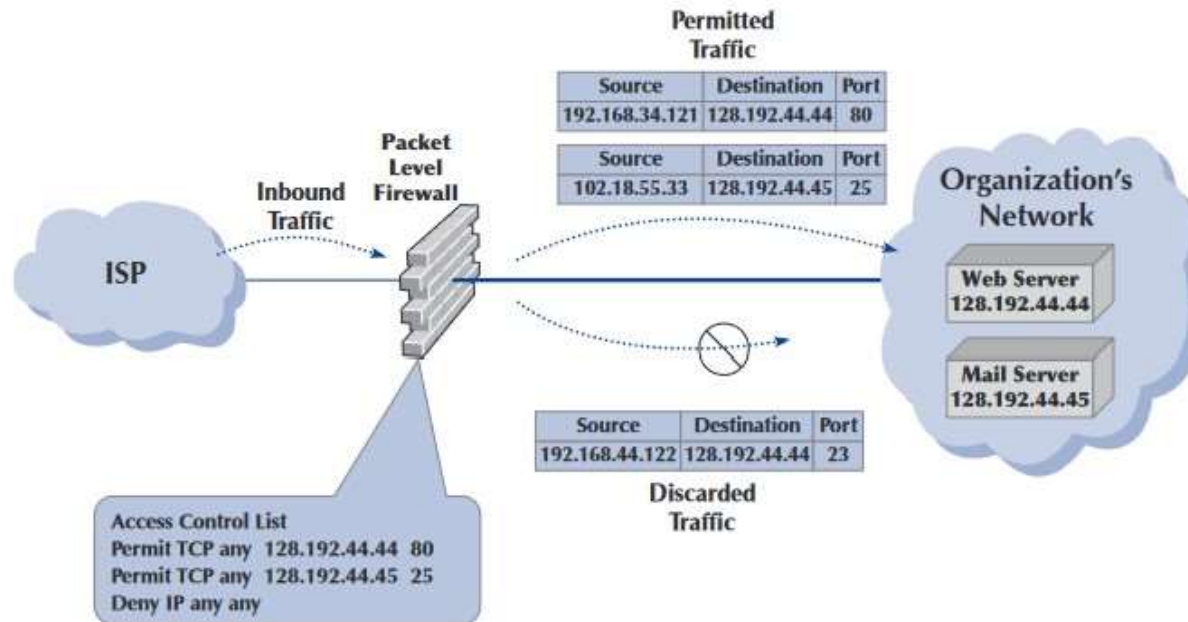 Permitted
Traffic
Source Destination Port
192.168.34.121 128.192.44.44 80
Source Destination Port
102.18.55.33 128.192.44.45 25
Packet
Level
Firewall
Inbound
Traffic
ISP
Organization's
Network
Web Server
128.192.44.44
Mail Server
128.192.44.45
Source Destination Port
192.168.44.122 128.192.44.44 23
Discarded
Traffic
Access Control List
Permit TCP any 128.192.44.44 80
Permit TCP any 128.192.44.45 25
Deny IP any any